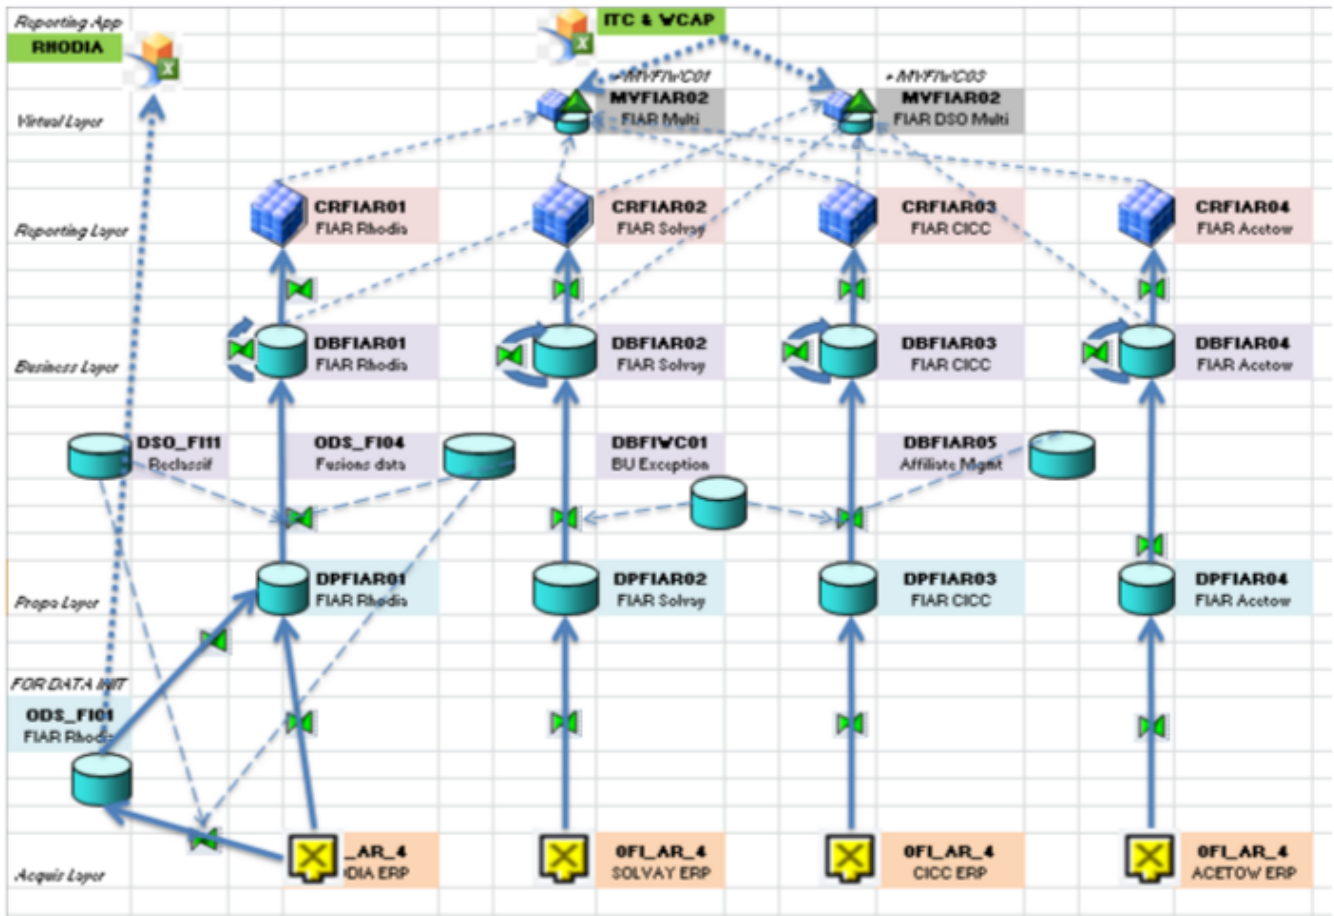 Reporting App
ITC & WCAP
RHODIA
+ MVFIWC01
+ MVFIWC03
Virtual Layer
MVFIAR02
FIAR Multi
MVFIAR02
FIAR DSO Multi
Reporting Layer
CRFIAR01
FIAR Rhodia
CRFIAR02
FIAR Solvay
CRFIAR03
FIAR CICC
CRFIAR04
FIAR Acetow
Business Layer
DBFIAR01
FIAR Rhodia
DBFIAR02
FIAR Solvay
DBFIAR03
FIAR CICC
DBFIAR04
FIAR Acetow
DSO_FI11
Reclassif
ODS_FI04
Fusions data
DBFIWC01
BU Exception
DBFIAR05
Affiliate Mgmt
Propa Layer
DPFIAR01
FIAR Rhodia
DPFIAR02
FIAR Solvay
DPFIAR03
FIAR CICC
DPFIAR04
FIAR Acetow
FOR DATA INIT
ODS_FI01
FIAR Rhodia
Acquis Layer
_AR_4
DIA ERP
0FI_AR_4
SOLVAY ERP
0FI_AR_4
CICC ERP
0FI_AR_4
ACETOW ERP